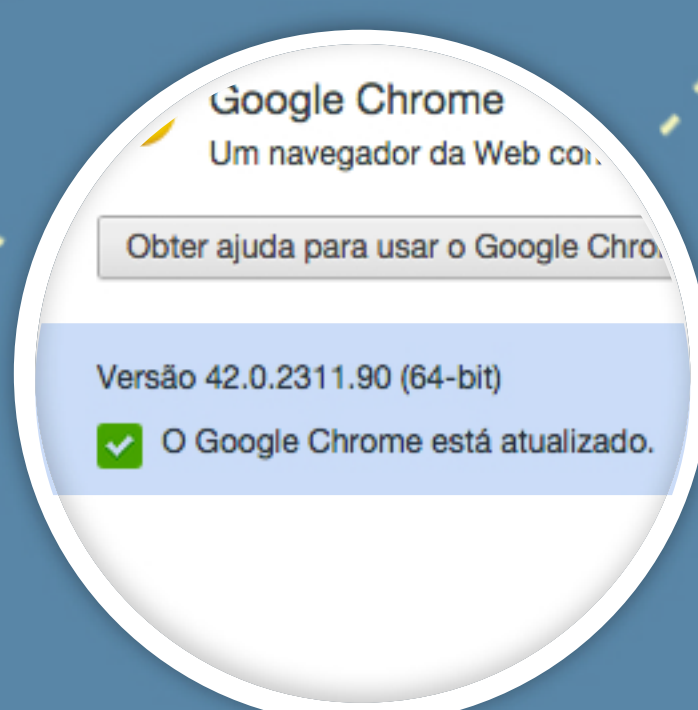 Google Chrome
Um navegador da Web
Obter ajuda para usar o Google
Versão 42.0.2311.90 (64-bit)
O Google Chrome está atualizado.